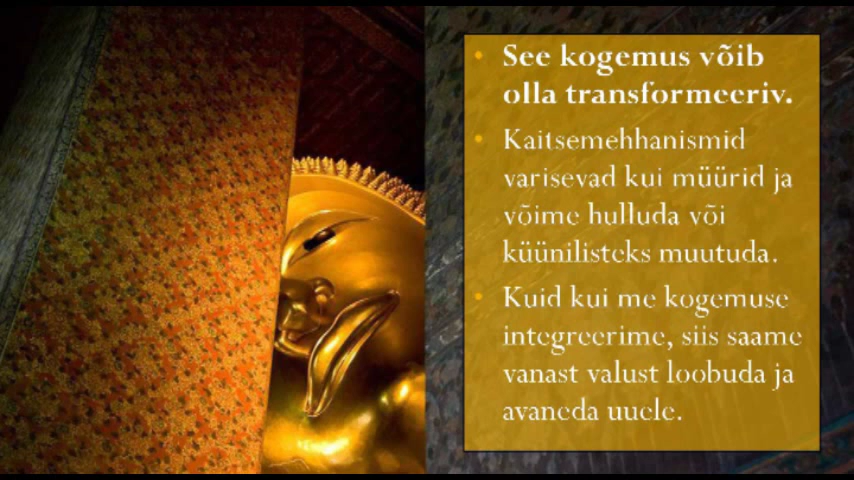 • See kogemus võib
olla transformeeriv.
• Kaitsemehhanismid
varisevad kui müürid ja
võime hulluda või
küünilisteks muutuda.
• Kuid kui me kogemuse
integreerime, siis saame
vanast valust loobuda ja
avaneda uuele.